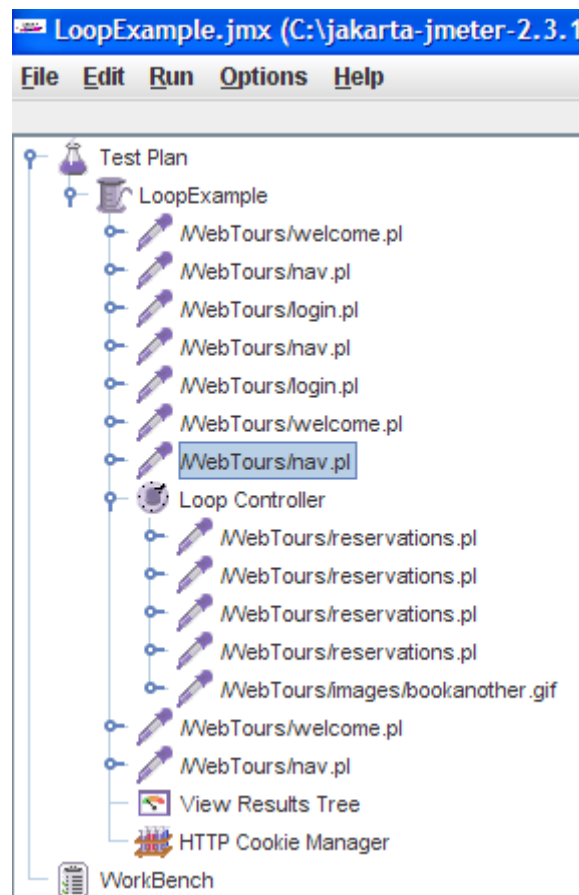 LoopExample.jmx (C:\jakarta-jmeter-2.3.1
File Edit Run Options Help
Test Plan
LoopExample
/WebTours/welcome.pl
/WebTours/nav.pl
/WebTours/login.pl
/WebTours/nav.pl
/WebTours/login.pl
/WebTours/welcome.pl
/WebTours/nav.pl
Loop Controller
/WebTours/reservations.pl
/WebTours/reservations.pl
/WebTours/reservations.pl
/WebTours/reservations.pl
/WebTours/images/bookanother.gif
/WebTours/welcome.pl
/WebTours/nav.pl
View Results Tree
HTTP Cookie Manager
WorkBench